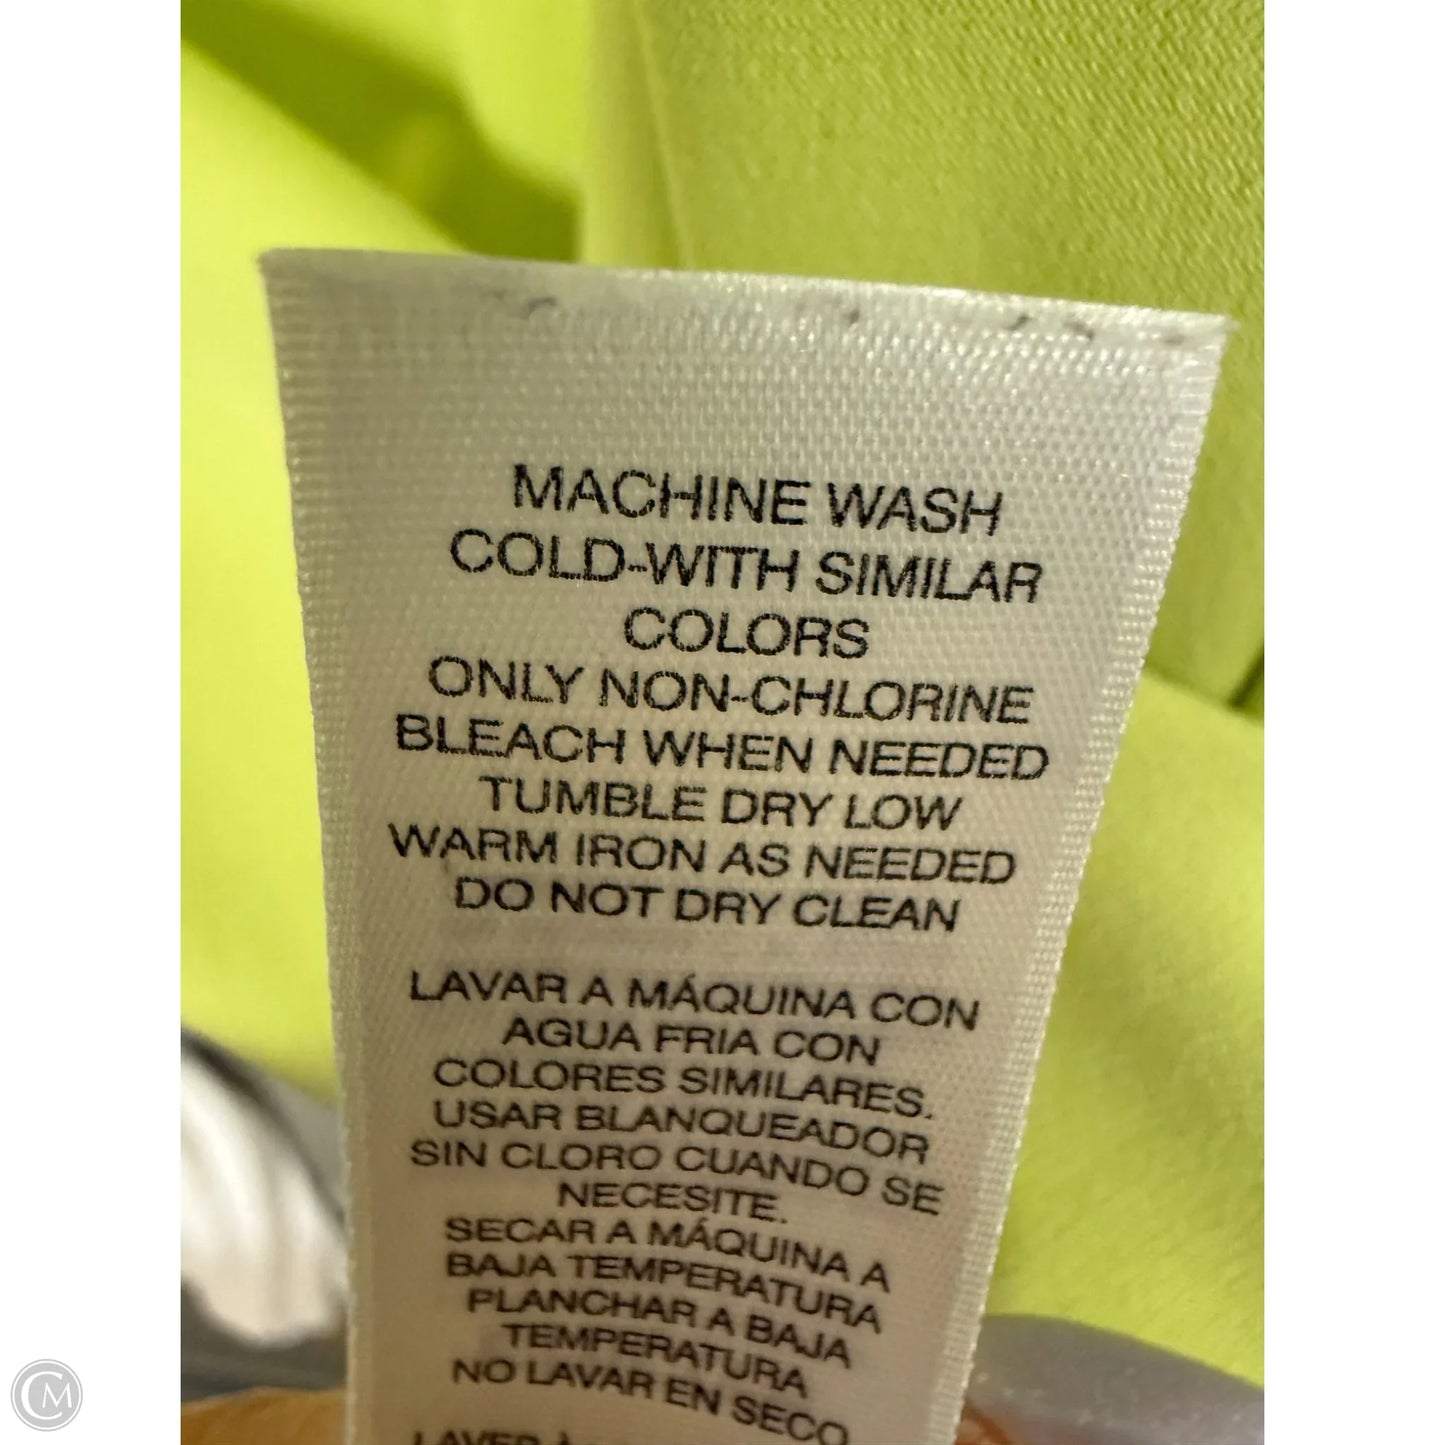 MACHINE WASH
COLD-WITH SIMILAR
COLORS
ONLY NON-CHLORINE
BLEACH WHEN NEEDED
TUMBLE DRY LOW
WARM IRON AS NEEDED
DO NOT DRY CLEAN
LAVAR A MÁQUINA CON
AGUA FRIA CON
COLORES SIMILARES.
USAR BLANQUEADOR
SIN CLORO CUANDO SE
NECESITE.
SECAR A MÁQUINA A
BAJA TEMPERATURA
PLANCHAR A BAJA
TEMPERATURA
NO LAVAR EN SECO
LAVER À
CM